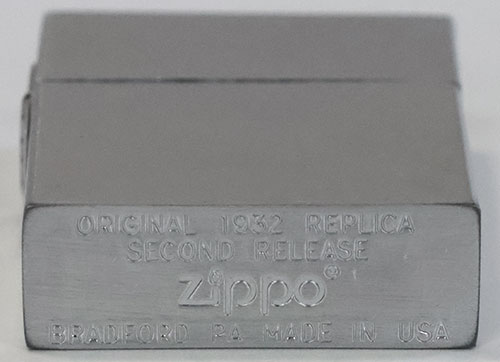 ORIGINAL 1932 REPLICA
SECOND RELEASE
zippo®
BRADFORD PA MADE IN USA